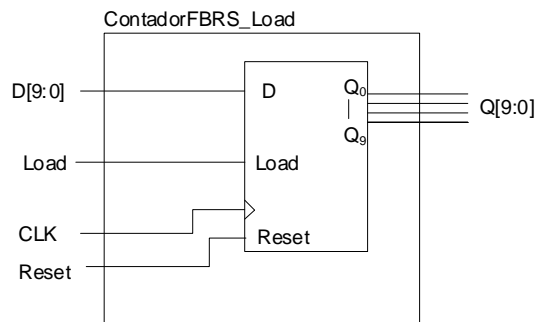 ContadorFBRS_Load
D[9:0]
D
Q0
Q9
Q[9:0]
Load
Load
CLK
Reset
Reset